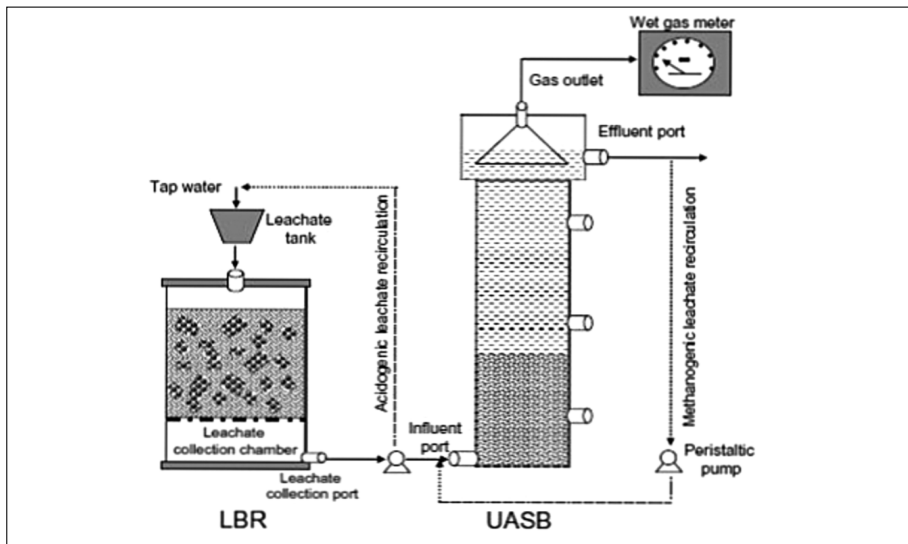 Wet gas meter
Gas outlet
Effluent port
Tap water
Leachate
tank
Acidogenic leachate recirculation
Methanogenic leachate recirculation
Leachate
collection chamber
Influent
port
Leachate
collection port
Peristaltic
pump
LBR
UASB